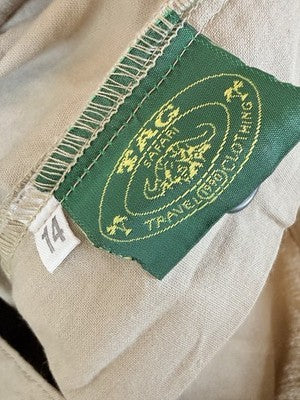 TAG
SAFARI
TRAVEL (1990) CLOTHING
14